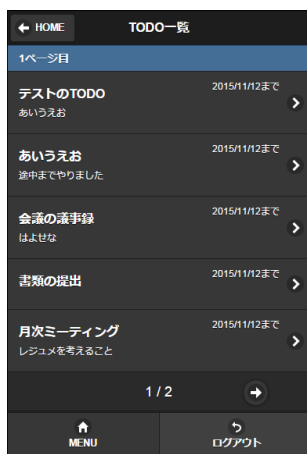 HOME TODO一覧
1ページ目
テストのTODO 2015/11/12まで
あいうえお
あいうえお 2015/11/12まで
途中までやりました
会議の議事録 2015/11/12まで
はよせな
書類の提出 2015/11/12まで
月次ミーティング 2015/11/12まで
レジュメを考えること
1 / 2
MENU ログアウト